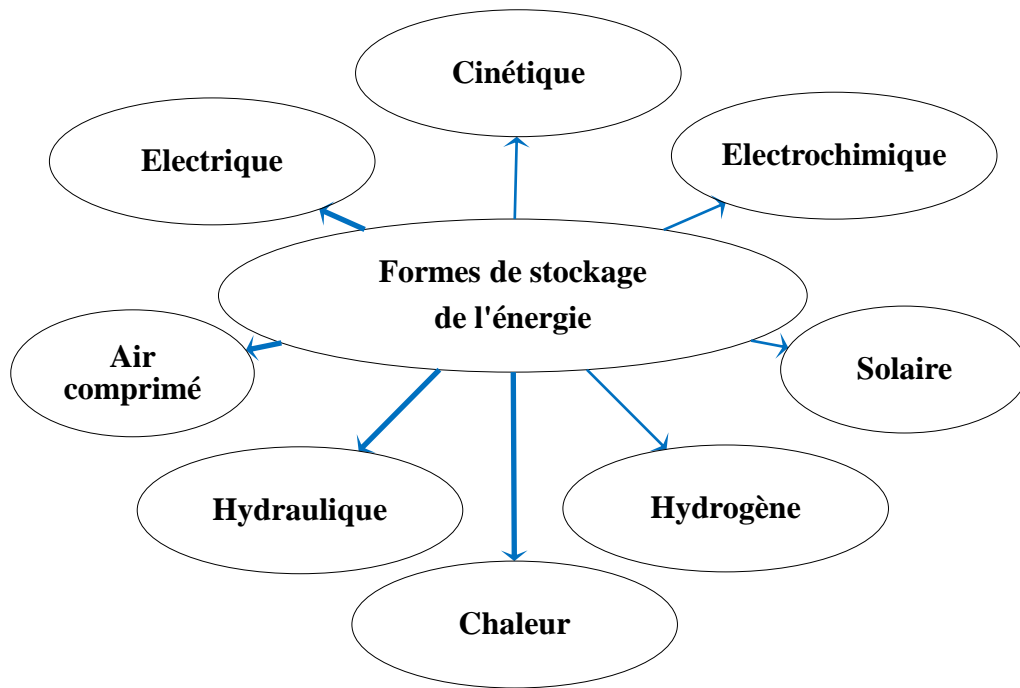 Cinétique
Electrique
Electrochimique
Formes de stockage
de l'énergie
Air
comprimé
Solaire
Hydraulique
Hydrogène
Chaleur